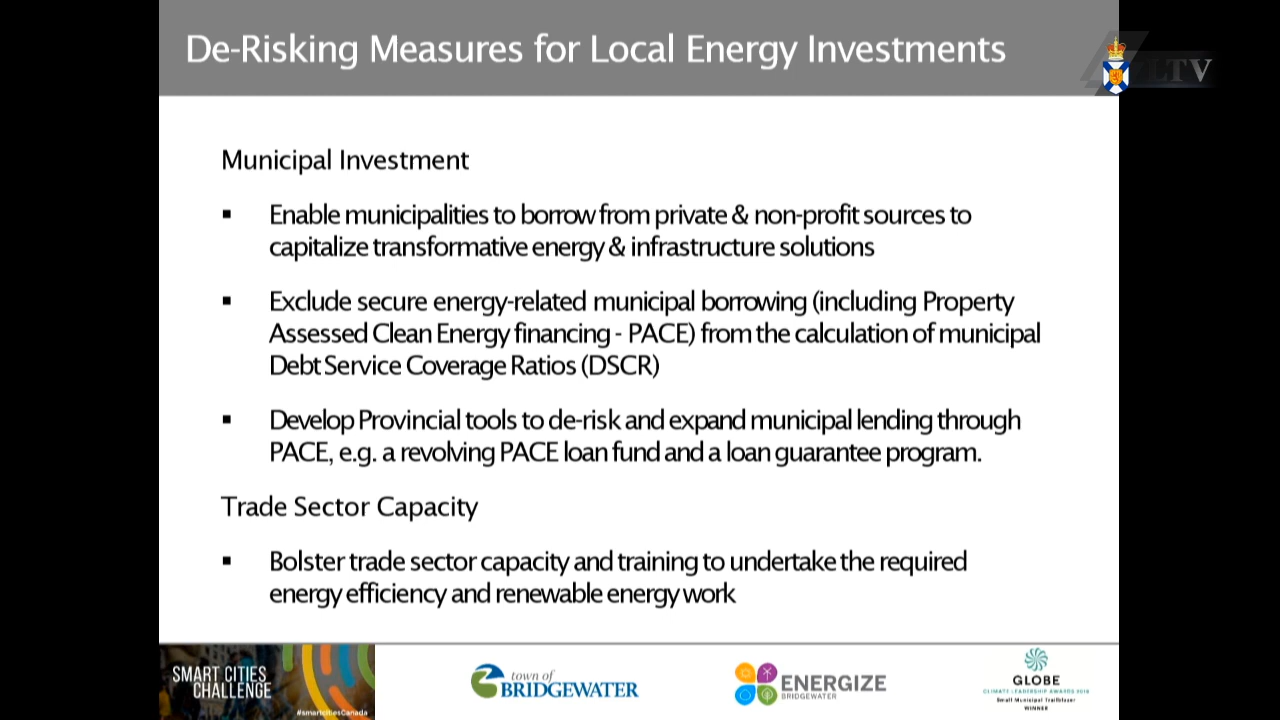 De-Risking Measures for Local Energy Investments
LTV
Municipal Investment
▪ Enable municipalities to borrow from private & non-profit sources to
capitalize transformative energy & infrastructure solutions
▪ Exclude secure energy-related municipal borrowing (including Property
Assessed Clean Energy financing - PACE) from the calculation of municipal
Debt Service Coverage Ratios (DSCR)
▪ Develop Provincial tools to de-risk and expand municipal lending through
PACE, e.g. a revolving PACE loan fund and a loan guarantee program.
Trade Sector Capacity
▪ Bolster trade sector capacity and training to undertake the required
energy efficiency and renewable energy work
SMART CITIES
CHALLENGE
#smartcitiesCanada
town of
BRIDGEWATER
ENERGIZE
BRIDGEWATER
GLOBE
CLIMATE LEADERSHIP AWARDS 2018
Small Municipal Trailblazer
WINNER